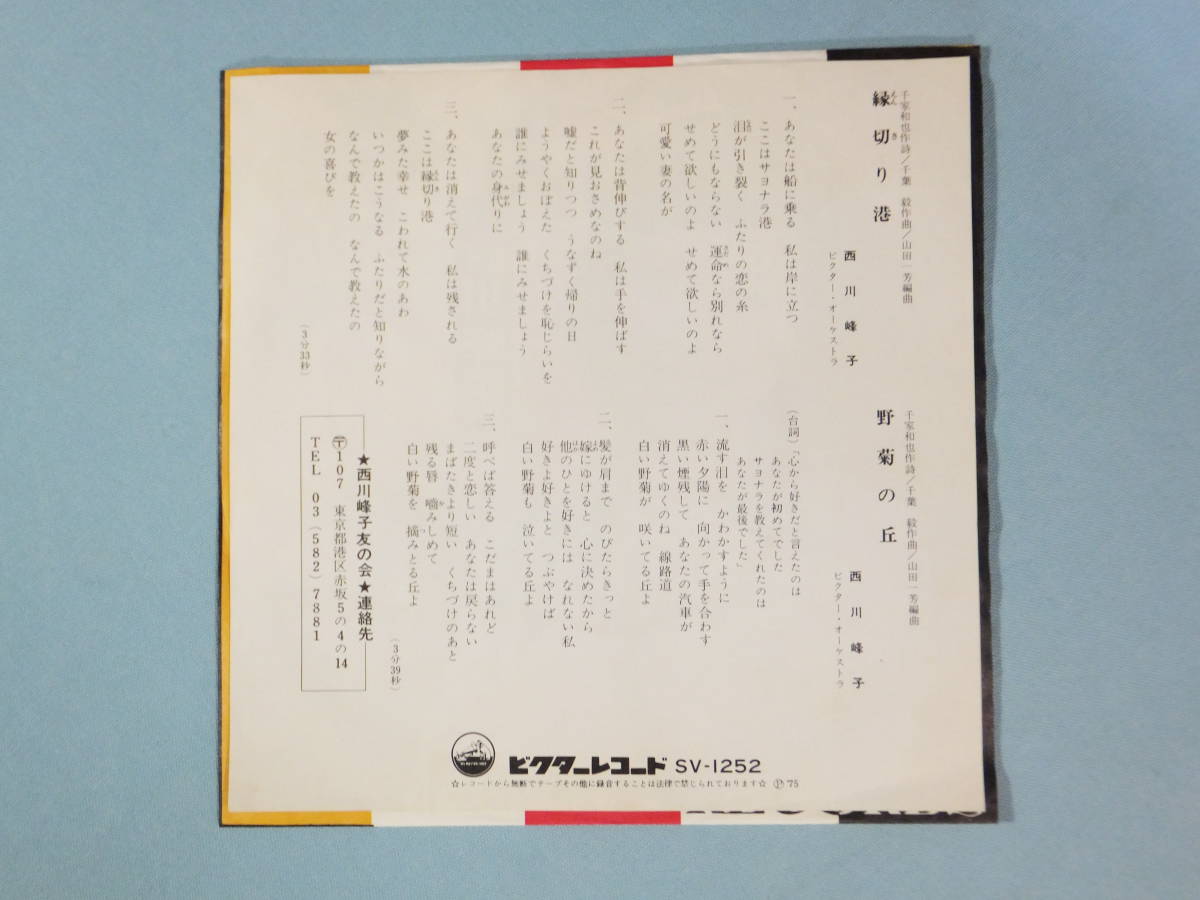 千家和也作詩／千葉 毅作曲／山田一芳編曲
縁切り港
えん き
西川峰子
ビクター・オーケストラ
一、あなたは船に乗る 私は岸に立つ
ここはサヨナラ港
泪が引き裂く ふたりの恋の糸
どうにもならない 運命なら別れなら
せめて欲しいのよ せめて欲しいのよ
可愛い妻の名が
二、あなたは背伸びする 私は手を伸ばす
これが見おさめなのね
嘘だと知りつつ うなずく帰りの日
ようやくおぼえた くちづけを恥じらいを
誰にみせましょう 誰にみせましょう
あなたの身代りに
三、あなたは消えて行く 私は残される
ここは縁切り港
夢みた幸せ こわれて水のあわ
いつかはこうなる ふたりだと知りながら
なんで教えたの なんで教えたの
女の喜びを
（3分33秒）
千家和也作詩／千葉 毅作曲／山田一芳編曲
野菊の丘
西川峰子
ビクター・オーケストラ
（台詞）「心から好きだと言えたのは
あなたが初めてでした
サヨナラを教えてくれたのは
あなたが最後でした」
一、流す泪を かわかすように
赤い夕陽に 向かって手を合わす
黒い煙残して あなたの汽車が
消えてゆくのね 線路道
白い野菊が 咲いてる丘よ
二、髪が肩まで のびたらきっと
嫁にゆけると 心に決めたから
他のひとを好きには なれない私
好きよ好きよと つぶやけば
白い野菊も 泣いてる丘よ
三、呼べば答える こだまはあれど
二度と恋しい あなたは戻らない
まばたきより短い くちづけのあと
残る唇 噛みしめて
白い野菊を 摘みとる丘よ
（3分39秒）
★西川峰子友の会★連絡先
〒107 東京都港区赤坂5の4の14
TEL 03（582）7881
ビクターレコード SV-1252
☆レコードから無断でテープその他に録音することは法律で禁じられております☆ Ⓟ'75